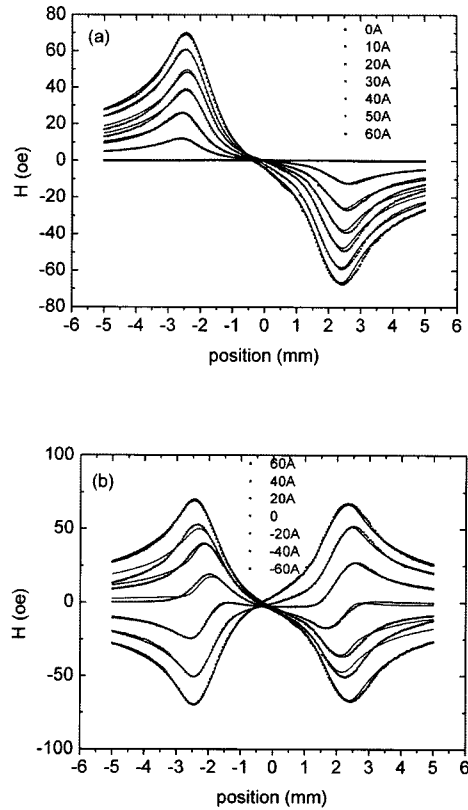 (a)
0A
10A
20A
30A
40A
50A
60A
80
60
40
20
0
-20
-40
-60
80
H (oe)
-6 -5 -4 -3 -2 -1 0 1 2 3 4 5 6
position (mm)
(b)
60A
40A
20A
0
-20A
-40A
-60A
100
50
0
-50
-100
H (oe)
-6 -5 -4 -3 -2 -1 0 1 2 3 4 5 6
position (mm)